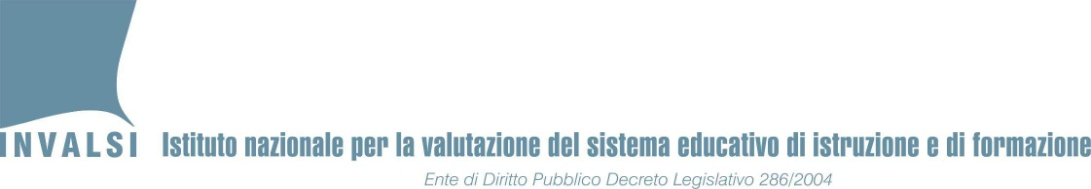 INVALSI Istituto nazionale per la valutazione del sistema educativo di istruzione e di formazione
Ente di Diritto Pubblico Decreto Legislativo 286/2004